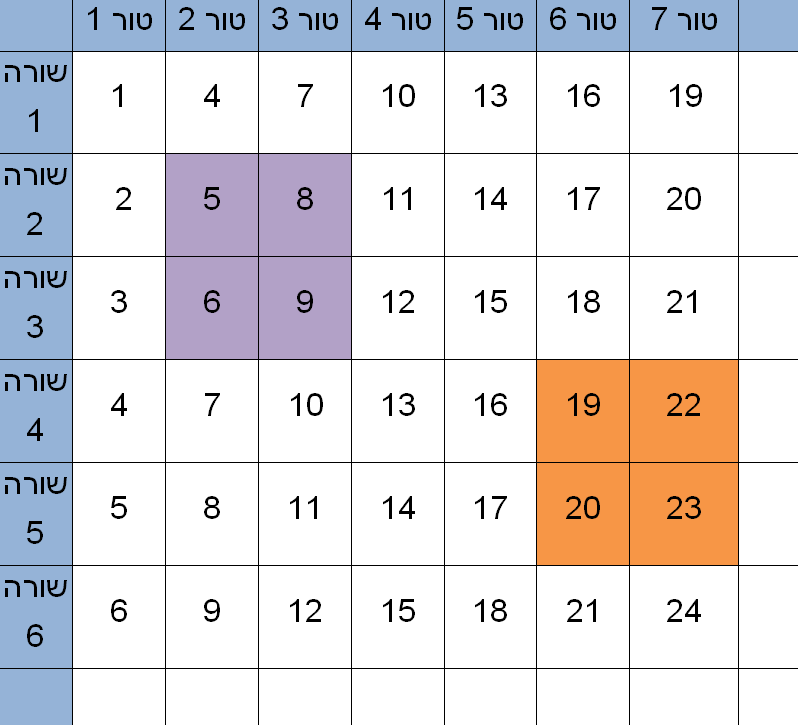 טור 1 טור 2 טור 3 טור 4 טור 5 טור 6 טור 7
שורה 1 1 4 7 10 13 16 19
שורה 2 2 5 8 11 14 17 20
שורה 3 3 6 9 12 15 18 21
שורה 4 4 7 10 13 16 19 22
שורה 5 5 8 11 14 17 20 23
שורה 6 6 9 12 15 18 21 24